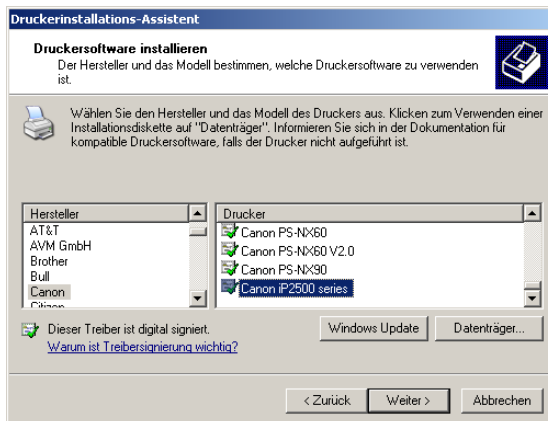 Druckerinstallations-Assistent
Druckersoftware installieren
Der Hersteller und das Modell bestimmen, welche Druckersoftware zu verwenden
ist.
Wählen Sie den Hersteller und das Modell des Druckers aus. Klicken zum Verwenden einer
Installationsdiskette auf "Datenträger". Informieren Sie sich in der Dokumentation für
kompatible Druckersoftware, falls der Drucker nicht aufgeführt ist.
Hersteller
AT&T
AVM GmbH
Brother
Bull
Canon
Citizen
Drucker
Canon PS-NX60
Canon PS-NX60 V2.0
Canon PS-NX90
Canon iP2500 series
Dieser Treiber ist digital signiert.
Warum ist Treibersignierung wichtig?
Windows Update
Datenträger...
< Zurück
Weiter >
Abbrechen